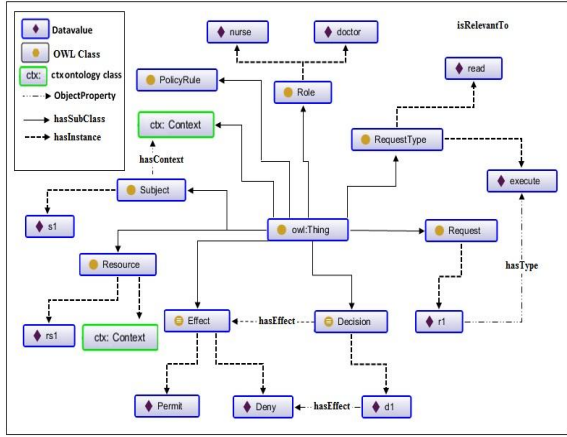 Datavalue
OWL Class
ctx:
ctxontology class
ObjectProperty
hasSubClass
hasInstance
nurse
doctor
isRelevantTo
PolicyRule
Role
read
ctx: Context
RequestType
hasContext
Subject
execute
s1
owl:Thing
Request
Resource
hasType
rs1
ctx: Context
Effect
hasEffect
Decision
r1
Permit
Deny
hasEffect
d1